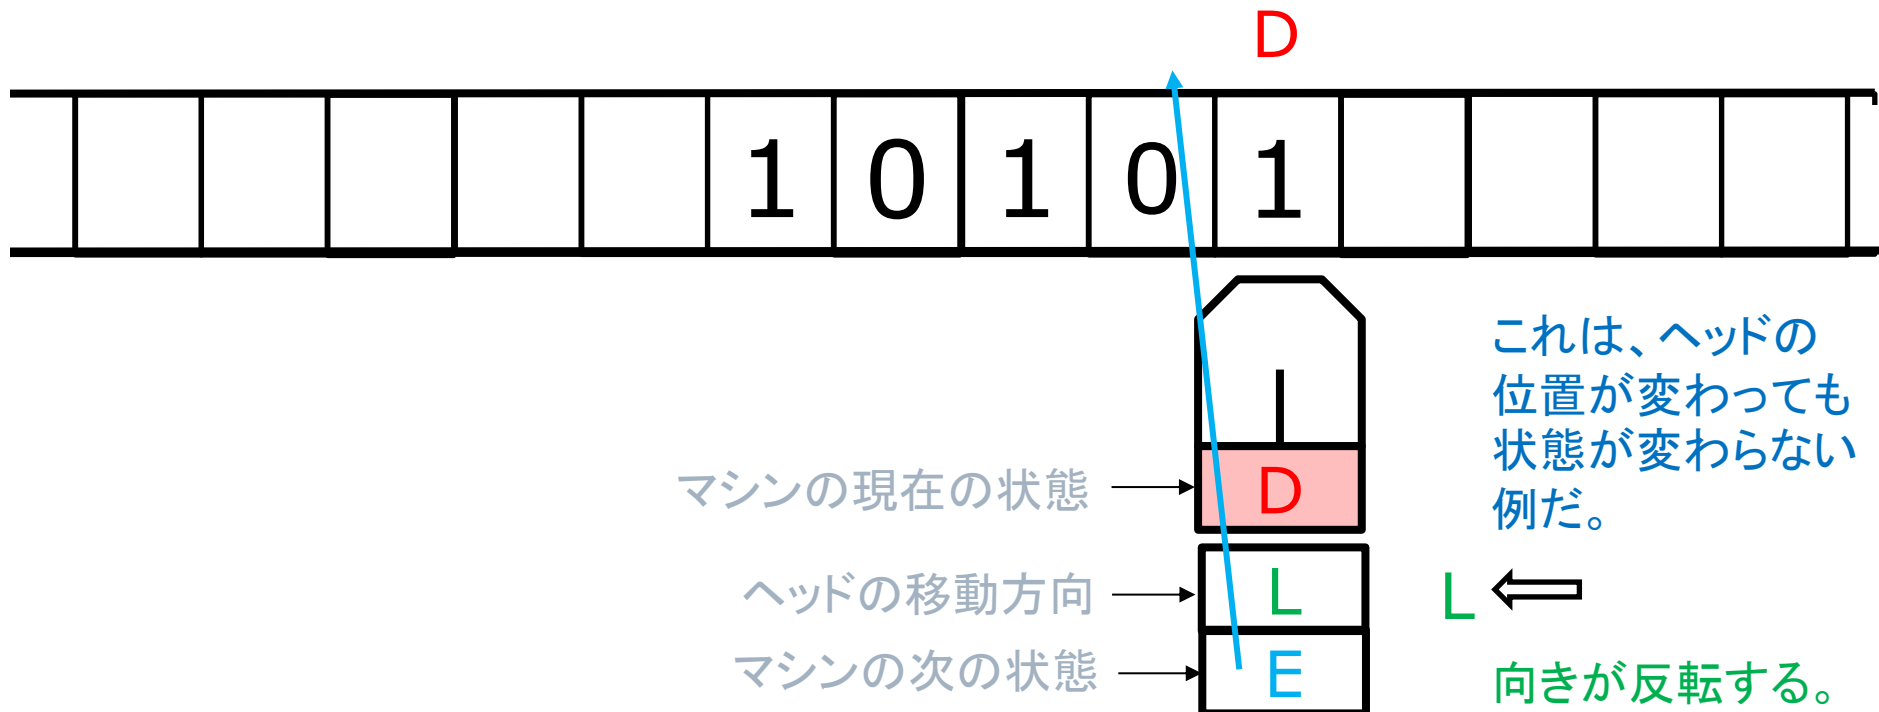 D
1 0 1 0 1
これは、ヘッドの
位置が変わっても
状態が変わらない
例だ。
マシンの現在の状態
D
ヘッドの移動方向
L
L
マシンの次の状態
E
向きが反転する。